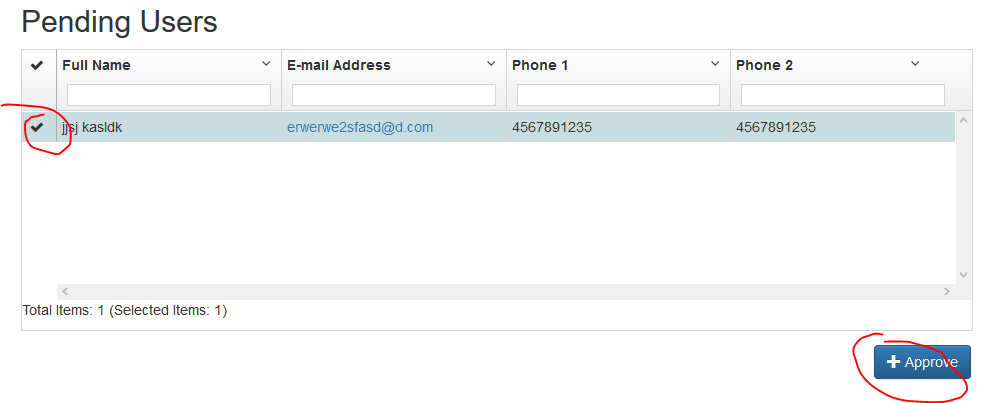 Pending Users
Full Name E-mail Address Phone 1 Phone 2
jjsj kasldk erwerwe2sfasd@d.com 4567891235 4567891235
Total Items: 1 (Selected Items: 1)
Approve